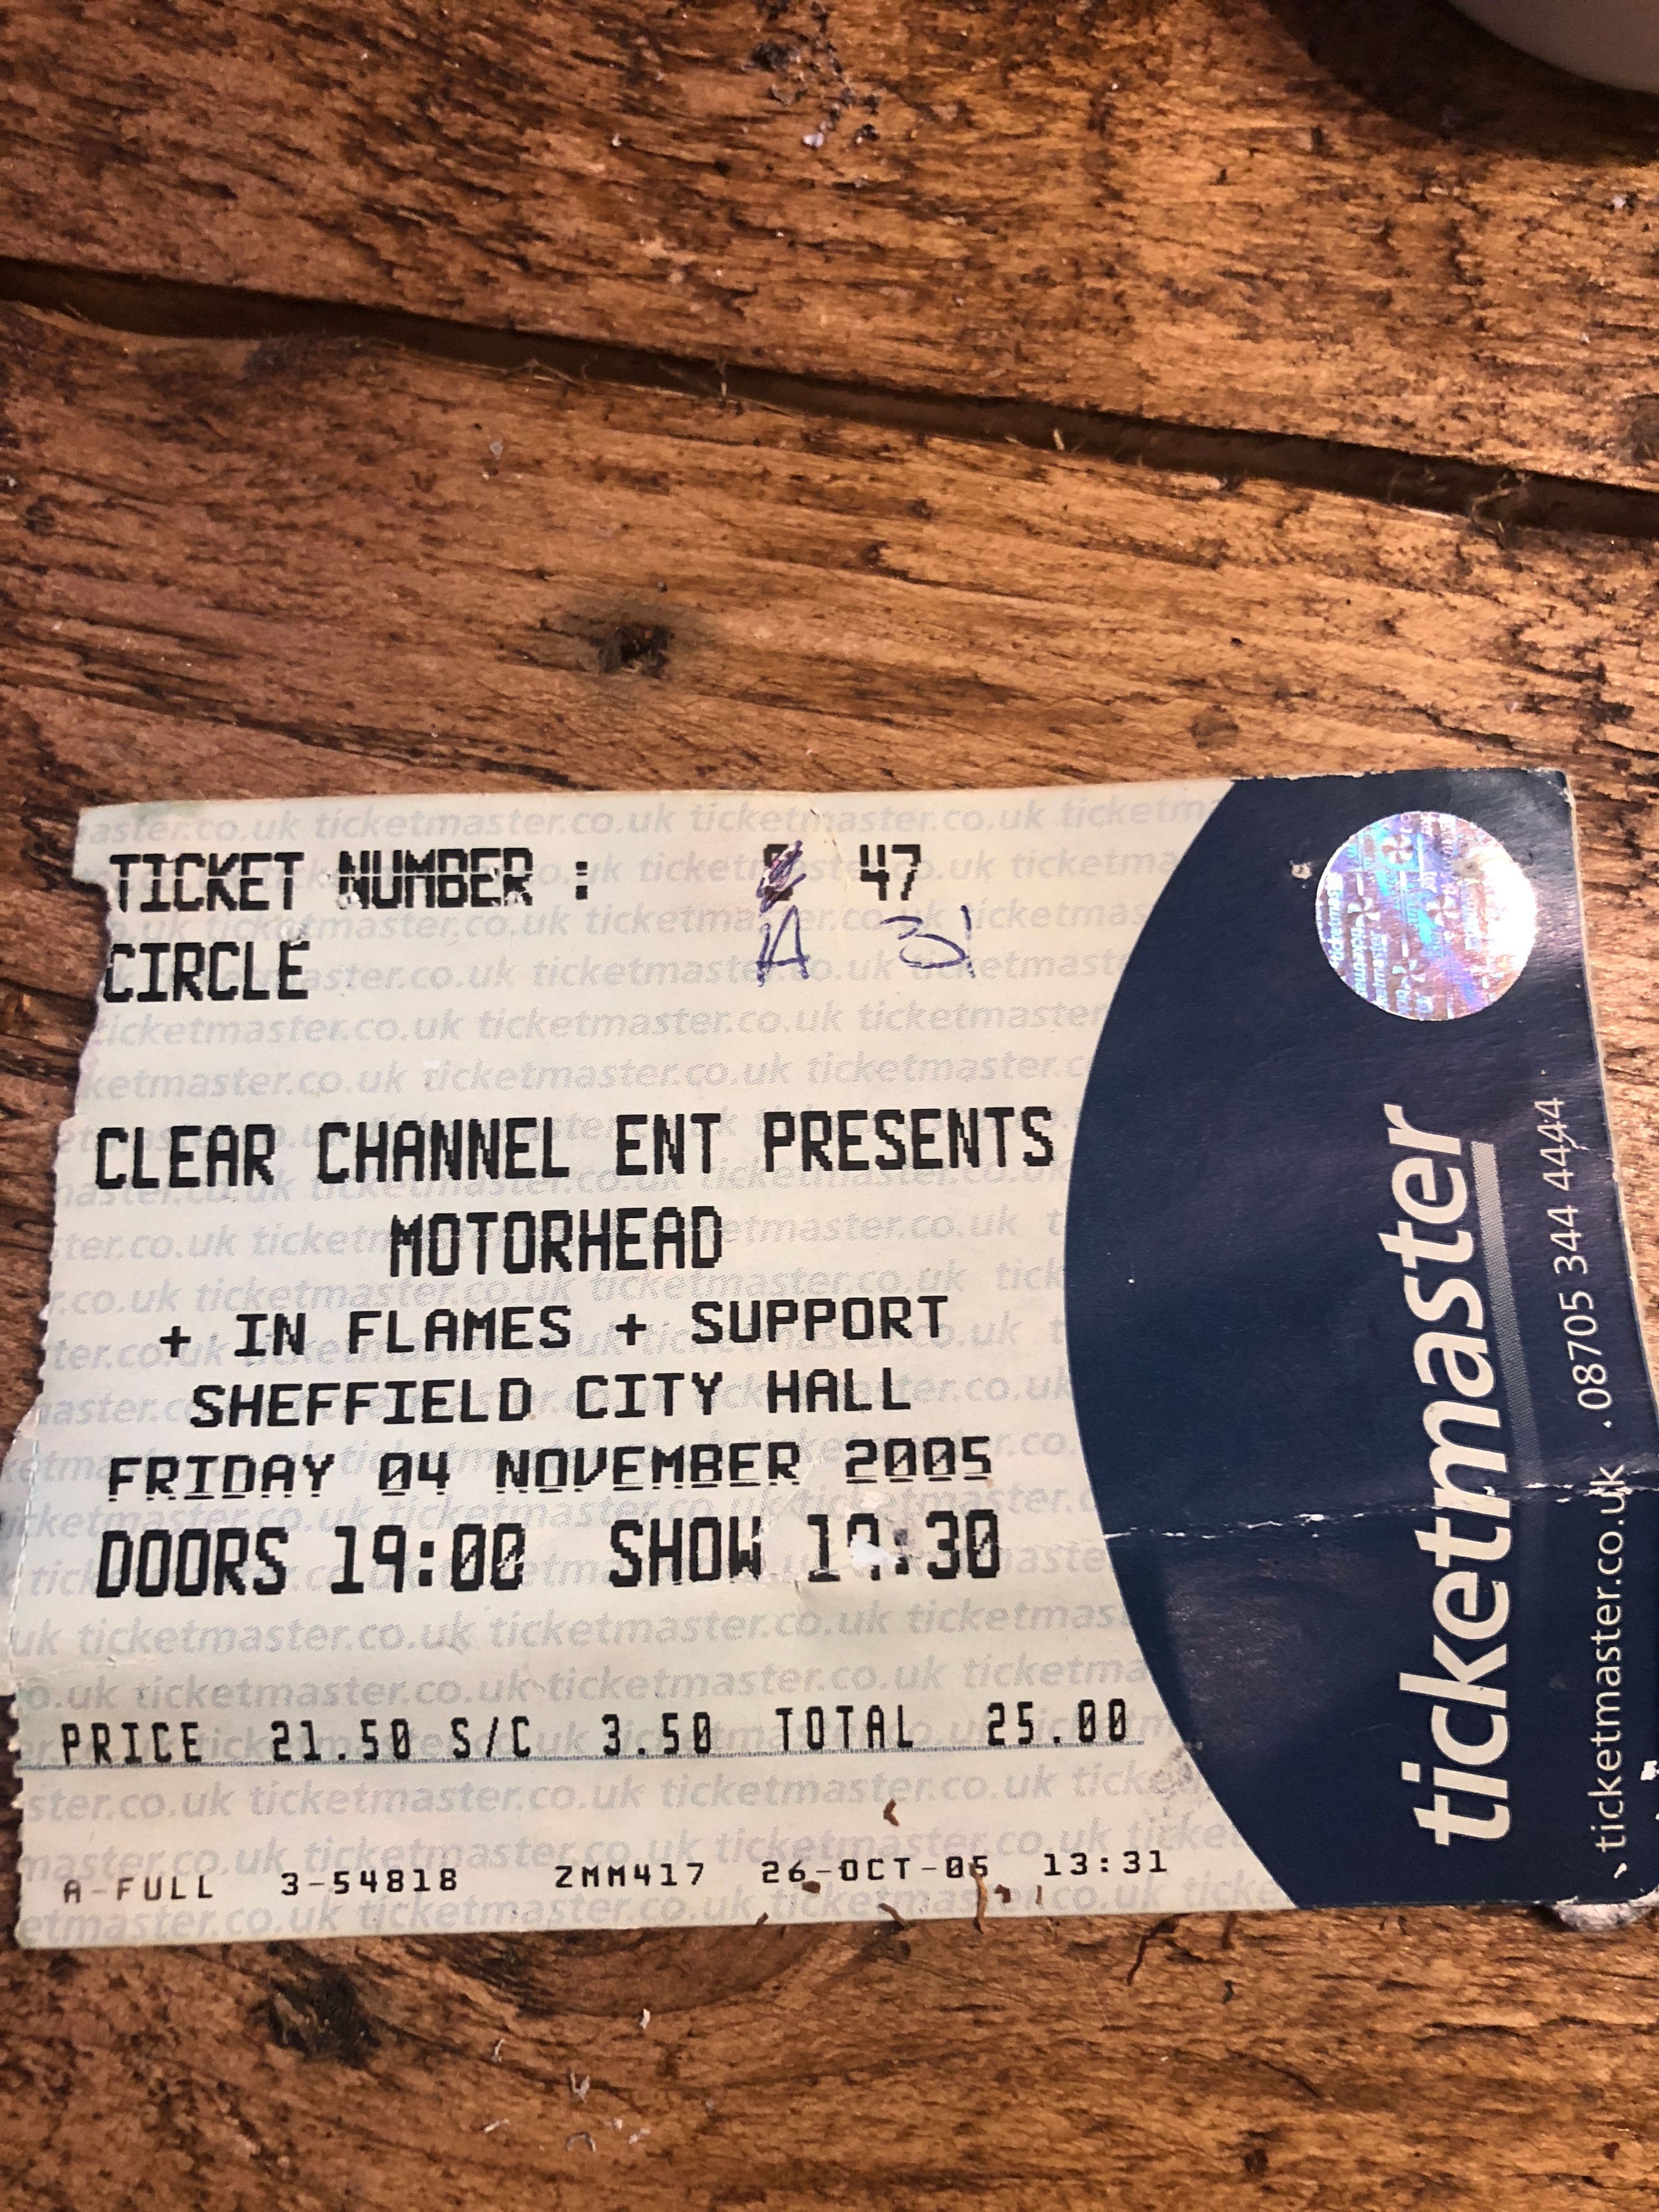 TICKET NUMBER : 47
A 31
CIRCLE
CLEAR CHANNEL ENT PRESENTS
MOTORHEAD
+ IN FLAMES + SUPPORT
SHEFFIELD CITY HALL
FRIDAY 04 NOVEMBER 2005
DOORS 19:00 SHOW 19:30
PRICE 21.50 S/C 3.50 TOTAL 25.00
A-FULL 3-54818 ZMM417 26-OCT-05 13:31
ticketmaster
ticketmaster.co.uk . 08705 344 4444